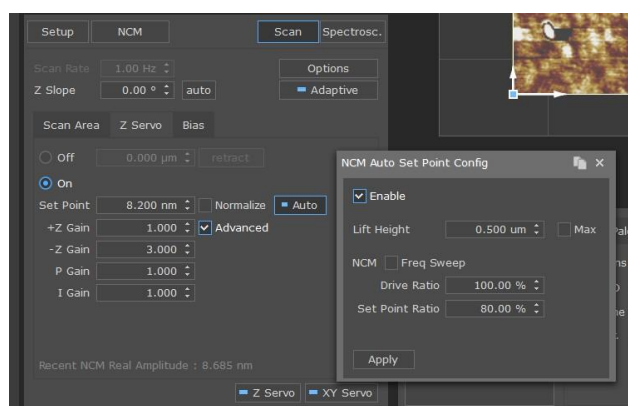 Setup NCM Scan Spectrosc.
Scan Rate 1.00 Hz Options
Z Slope 0.00 º auto Adaptive
Scan Area Z Servo Bias
Off 0.000 µm retract
On
Set Point 8.200 nm Normalize Auto
+Z Gain 1.000 Advanced
-Z Gain 3.000
P Gain 1.000
I Gain 1.000
Recent NCM Real Amplitude : 8.685 nm
Z Servo XY Servo
NCM Auto Set Point Config
Enable
Lift Height 0.500 um Max
NCM Freq Sweep
Drive Ratio 100.00 %
Set Point Ratio 80.00 %
Apply